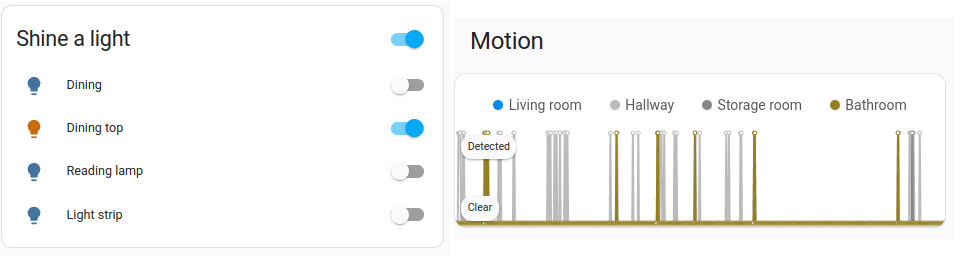 Shine a light
Dining
Dining top
Reading lamp
Light strip
Motion
Living room Hallway Storage room Bathroom
Detected
Clear